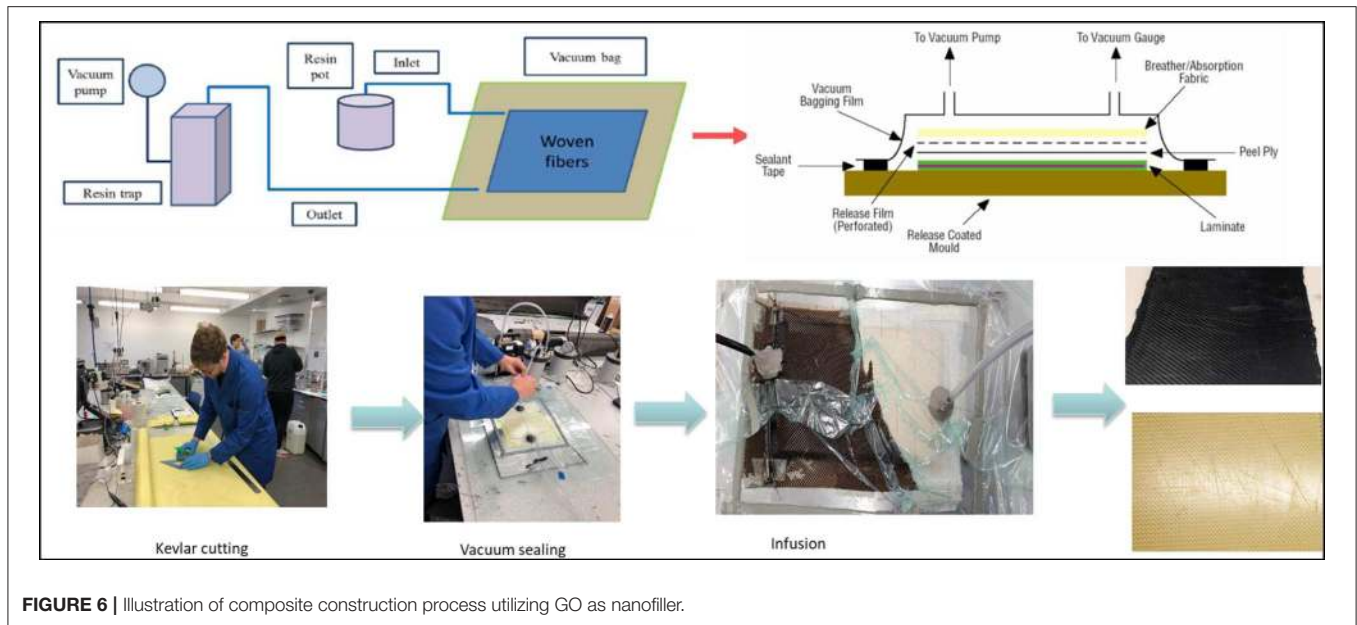 Vacuum
pump
Resin trap
Resin
pot
Inlet
Outlet
Vacuum bag
Woven
fibers
To Vacuum Pump
To Vacuum Gauge
Breather/Absorption
Fabric
Vacuum
Bagging Film
Sealant
Tape
Peel Ply
Release Film
(Perforated)
Release Coated
Mould
Laminate
Kevlar cutting
Vacuum sealing
Infusion
FIGURE 6 | Illustration of composite construction process utilizing GO as nanofiller.